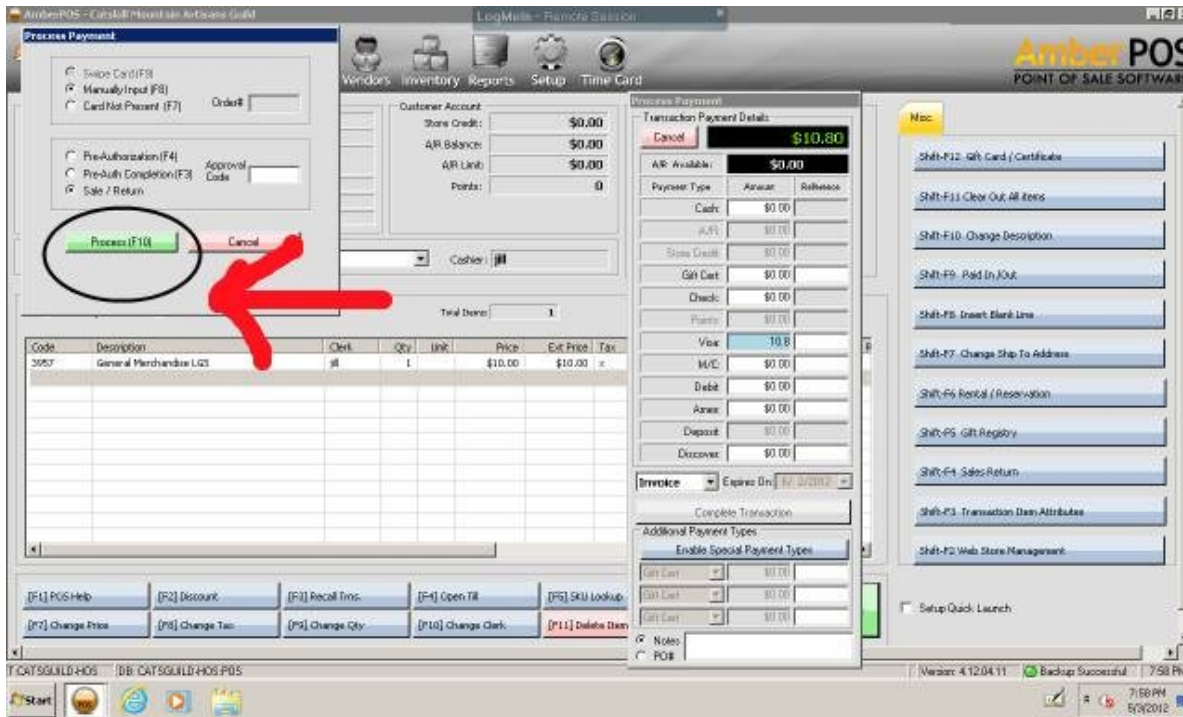 AmberPOS - Catskill Mountain Artisans Guild
LogMeIn - Remote Session
Process Payment
Swipe Card (F9)
Manually Input (F8)
Card Not Present (F7)
Order#
Pre-Authorization (F4)
Pre-Auth Completion (F3)
Sale / Return
Approval
Code
Process (F10)
Cancel
Vendors
Inventory
Reports
Setup
Time Card
Amber POS
POINT OF SALE SOFTWARE
Customer Account
Store Credit: $0.00
A/R Balance: $0.00
A/R Limit: $0.00
Points: 0
Cashier: jill
Total Items: 1
Code Description Clerk Qty Unit Price Ext Price Tax
3957 General Merchandise LGS jill 1 $10.00 $10.00 x
Process Payment
Transaction Payment Details
Cancel $10.80
A/R Available: $0.00
Payment Type Amount Reference
Cash: $0.00
A/R: $0.00
Store Credit: $0.00
Gift Cert: $0.00
Check: $0.00
Points: $0.00
Visa: 10.8
M/C: $0.00
Debit: $0.00
Amex: $0.00
Deposit: $0.00
Discover: $0.00
Invoice Expires On: 6/ 2/2012
Complete Transaction
Additional Payment Types
Enable Special Payment Types
Gift Cert $0.00
Gift Cert $0.00
Gift Cert $0.00
Notes
PO#
Misc
Shift-F12 Gift Card / Certificate
Shift-F11 Clear Out All items
Shift-F10 Change Description
Shift-F9 Paid In /Out
Shift-F8 Insert Blank Line
Shift-F7 Change Ship To Address
Shift-F6 Rental / Reservation
Shift-F5 Gift Registry
Shift-F4 Sales Return
Shift-F3 Transaction Item Attributes
Shift-F2 Web Store Management
Setup Quick Launch
[F1] POS Help
[F2] Discount
[F3] Recall Trns.
[F4] Open Till
[F5] SKU Lookup
[F7] Change Price
[F8] Change Tax
[F9] Change Qty
[F10] Change Clerk
[F11] Delete Item
T CATSGUILD-HOS DB: CATSGUILD-HOS:POS
Version: 4.12.04.11 Backup Successful 7:58 PM
Start
7:58 PM
5/3/2012